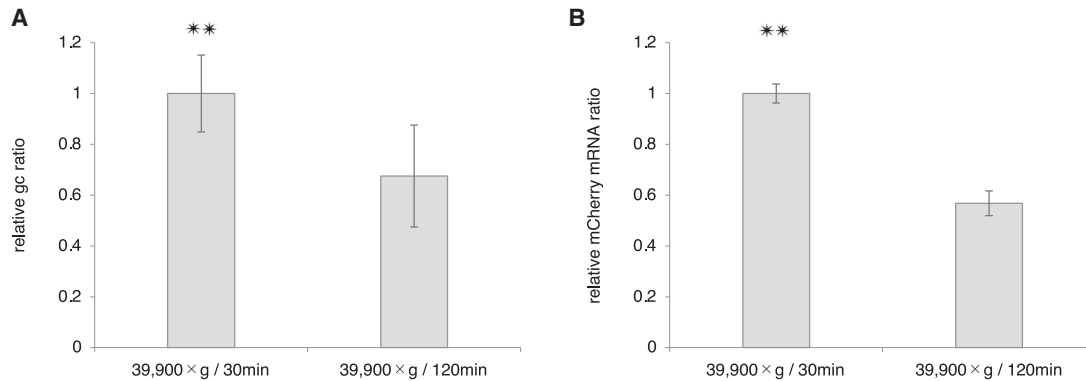 A
✷✷
1.2
1
0.8
0.6
0.4
0.2
0
relative gc ratio
39,900 × g / 30min
39,900 × g / 120min
B
✷✷
1.2
1
0.8
0.6
0.4
0.2
0
relative mCherry mRNA ratio
39,900 × g / 30min
39,900 × g / 120min